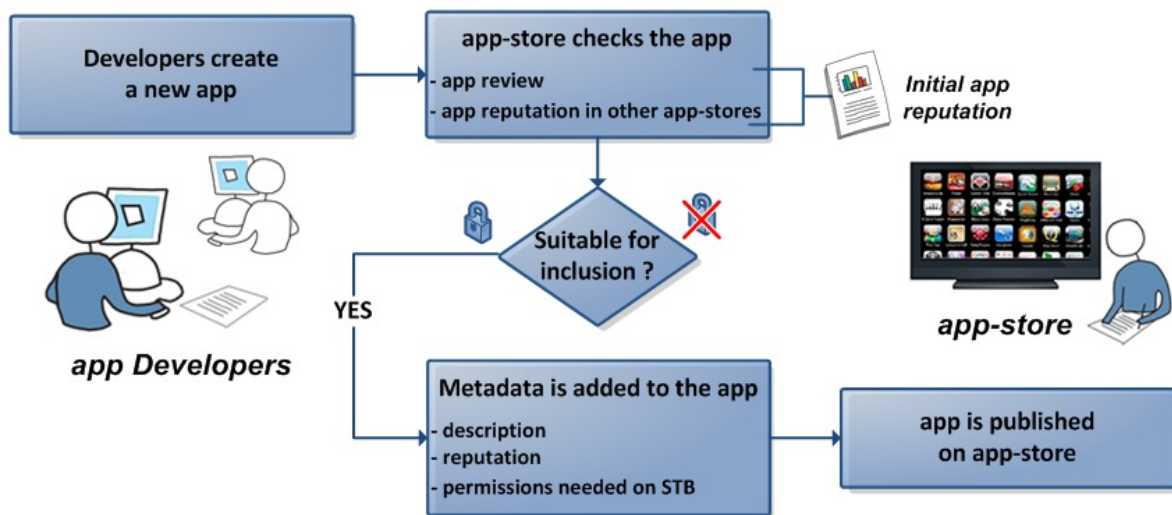 Developers create
a new app
app-store checks the app
- app review
- app reputation in other app-stores
Initial app
reputation
Suitable for
inclusion ?
YES
app Developers
app-store
Metadata is added to the app
- description
- reputation
- permissions needed on STB
app is published
on app-store